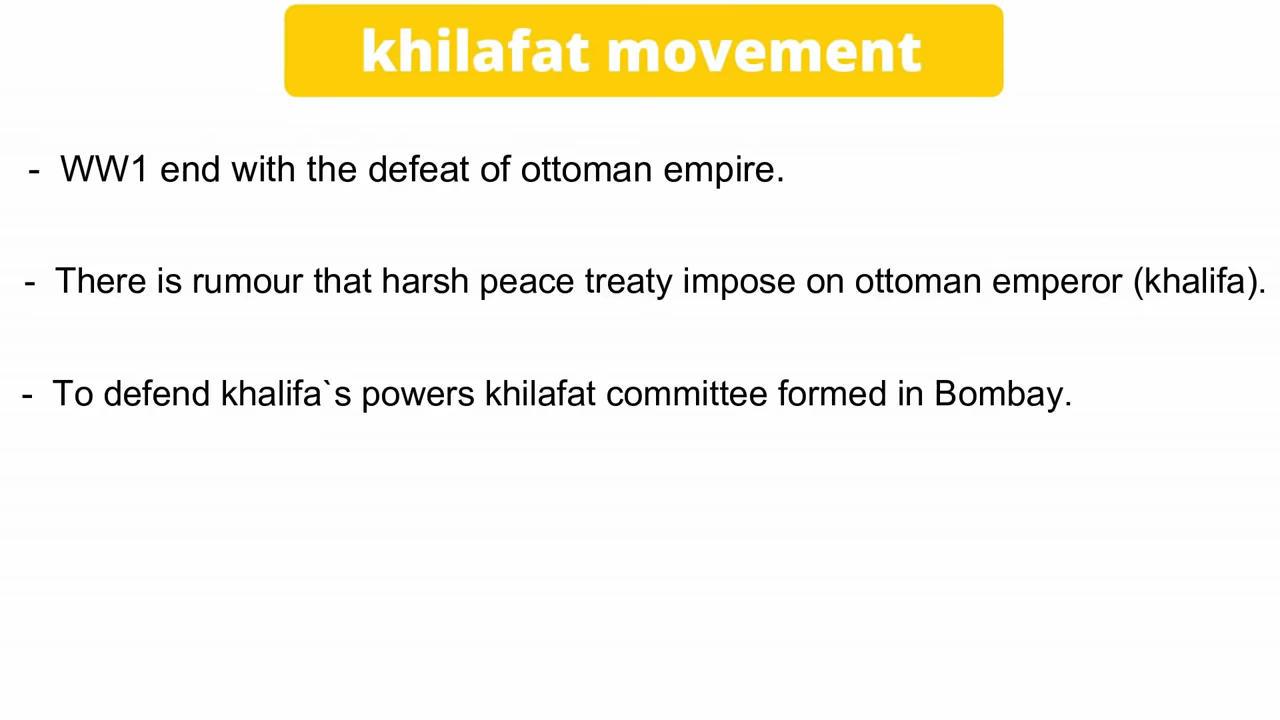 khilafat movement
- WW1 end with the defeat of ottoman empire.
- There is rumour that harsh peace treaty impose on ottoman emperor (khalifa).
- To defend khalifa`s powers khilafat committee formed in Bombay.